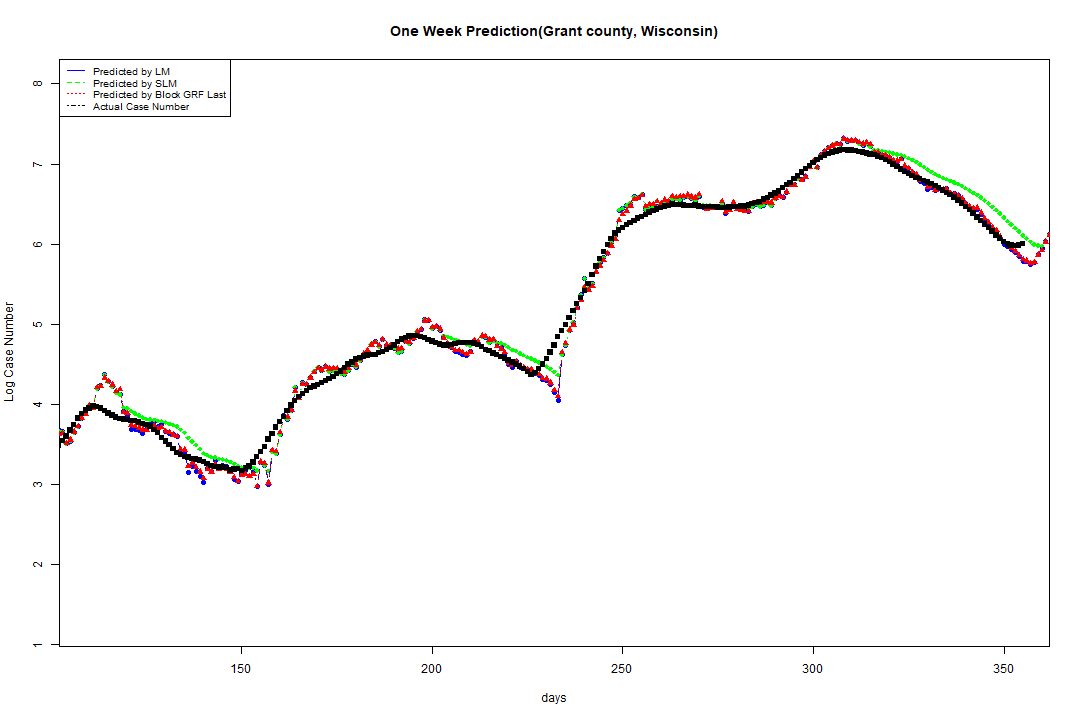 One Week Prediction(Grant county, Wisconsin)
Predicted by LM
Predicted by SLM
Predicted by Block GRF Last
Actual Case Number
8
7
6
5
4
3
2
1
Log Case Number
150 200 250 300 350
days